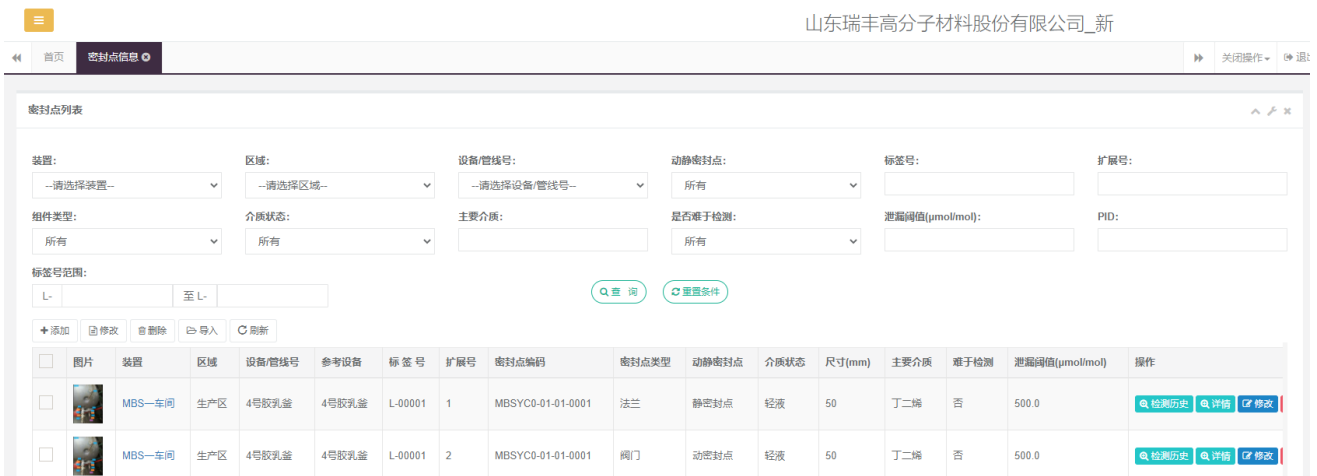 山东瑞丰高分子材料股份有限公司_新
首页 密封点信息 关闭操作 退出
密封点列表
装置: 区域: 设备/管线号: 动静密封点: 标签号: 扩展号:
--请选择装置-- --请选择区域-- --请选择设备/管线号-- 所有
组件类型: 介质状态: 主要介质: 是否难于检测: 泄漏阈值(μmol/mol): PID:
所有 所有 所有
标签号范围:
L- 至 L- 查 询 重置条件
添加 修改 删除 导入 刷新
图片 装置 区域 设备/管线号 参考设备 标 签 号 扩展号 密封点编码 密封点类型 动静密封点 介质状态 尺寸(mm) 主要介质 难于检测 泄漏阈值(μmol/mol) 操作
MBS一车间 生产区 4号胶乳釜 4号胶乳釜 L-00001 1 MBSYC0-01-01-0001 法兰 静密封点 轻液 50 丁二烯 否 500.0 检测历史 详情 修改
MBS一车间 生产区 4号胶乳釜 4号胶乳釜 L-00001 2 MBSYC0-01-01-0001 阀门 动密封点 轻液 50 丁二烯 否 500.0 检测历史 详情 修改